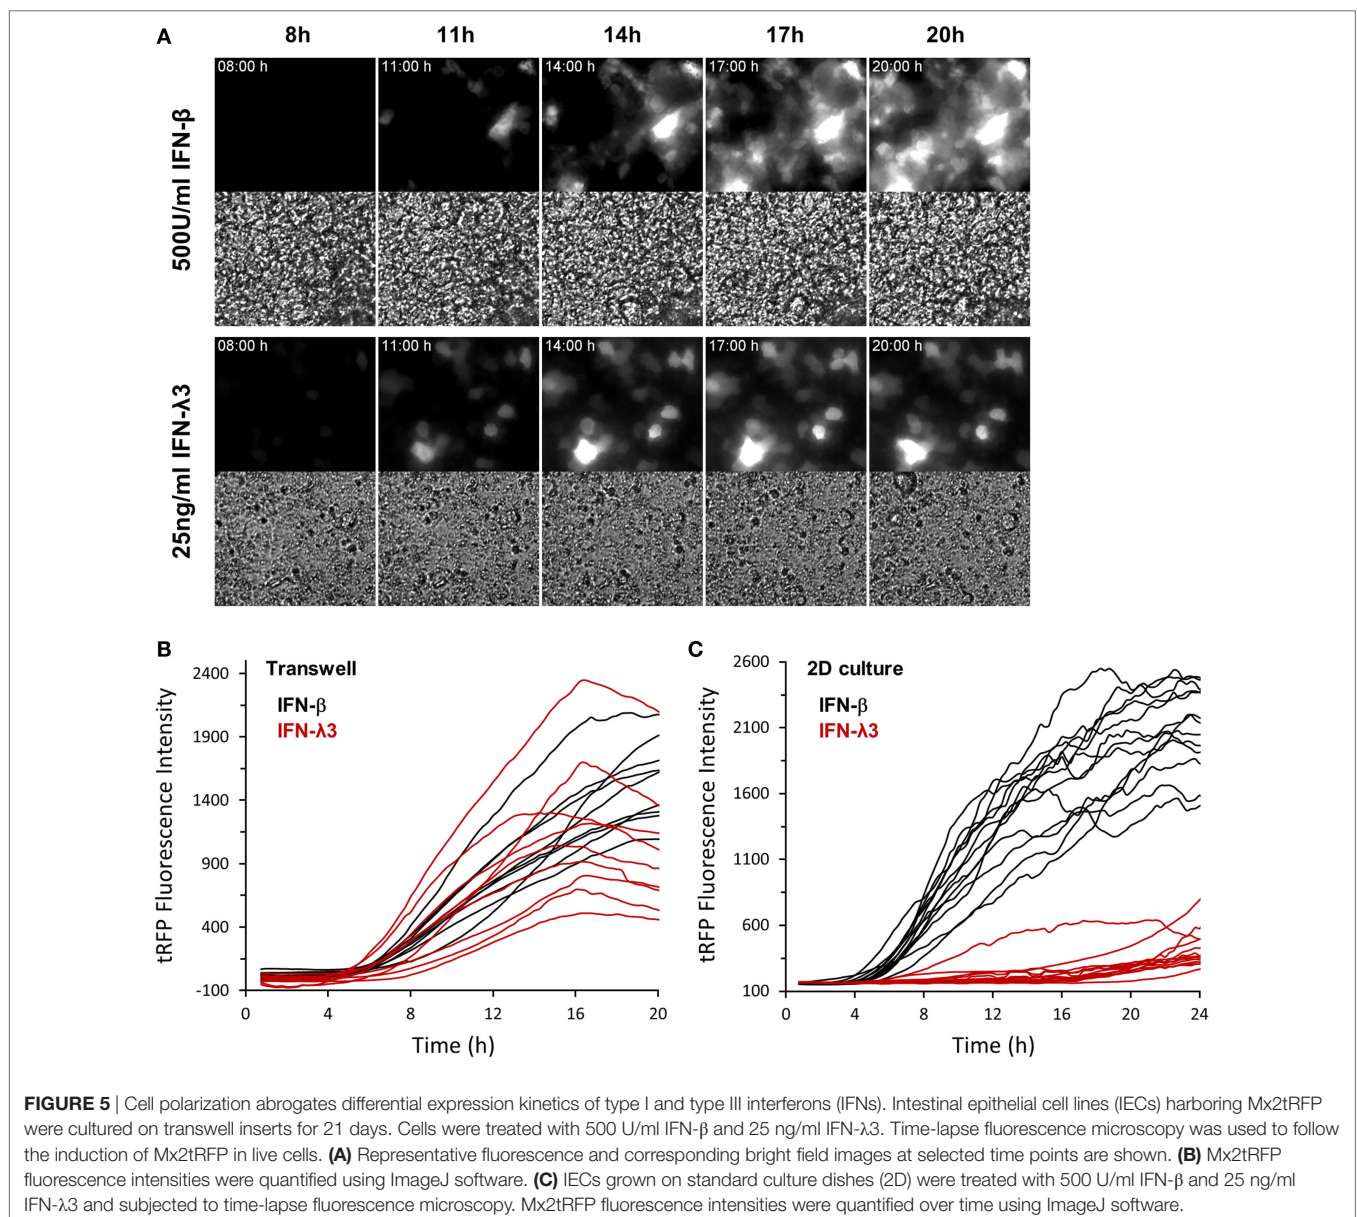 A
8h 11h 14h 17h 20h
500U/ml IFN-β
08:00 h 11:00 h 14:00 h 17:00 h 20:00 h
25ng/ml IFN-λ3
08:00 h 11:00 h 14:00 h 17:00 h 20:00 h
B
Transwell
IFN-β
IFN-λ3
tRFP Fluorescence Intensity
2400
1900
1400
900
400
-100
0 4 8 12 16 20
Time (h)
C
2D culture
IFN-β
IFN-λ3
tRFP Fluorescence Intensity
2600
2100
1600
1100
600
100
0 4 8 12 16 20 24
Time (h)
FIGURE 5 | Cell polarization abrogates differential expression kinetics of type I and type III interferons (IFNs). Intestinal epithelial cell lines (IECs) harboring Mx2tRFP
were cultured on transwell inserts for 21 days. Cells were treated with 500 U/ml IFN-β and 25 ng/ml IFN-λ3. Time-lapse fluorescence microscopy was used to follow
the induction of Mx2tRFP in live cells. (A) Representative fluorescence and corresponding bright field images at selected time points are shown. (B) Mx2tRFP
fluorescence intensities were quantified using ImageJ software. (C) IECs grown on standard culture dishes (2D) were treated with 500 U/ml IFN-β and 25 ng/ml
IFN-λ3 and subjected to time-lapse fluorescence microscopy. Mx2tRFP fluorescence intensities were quantified over time using ImageJ software.